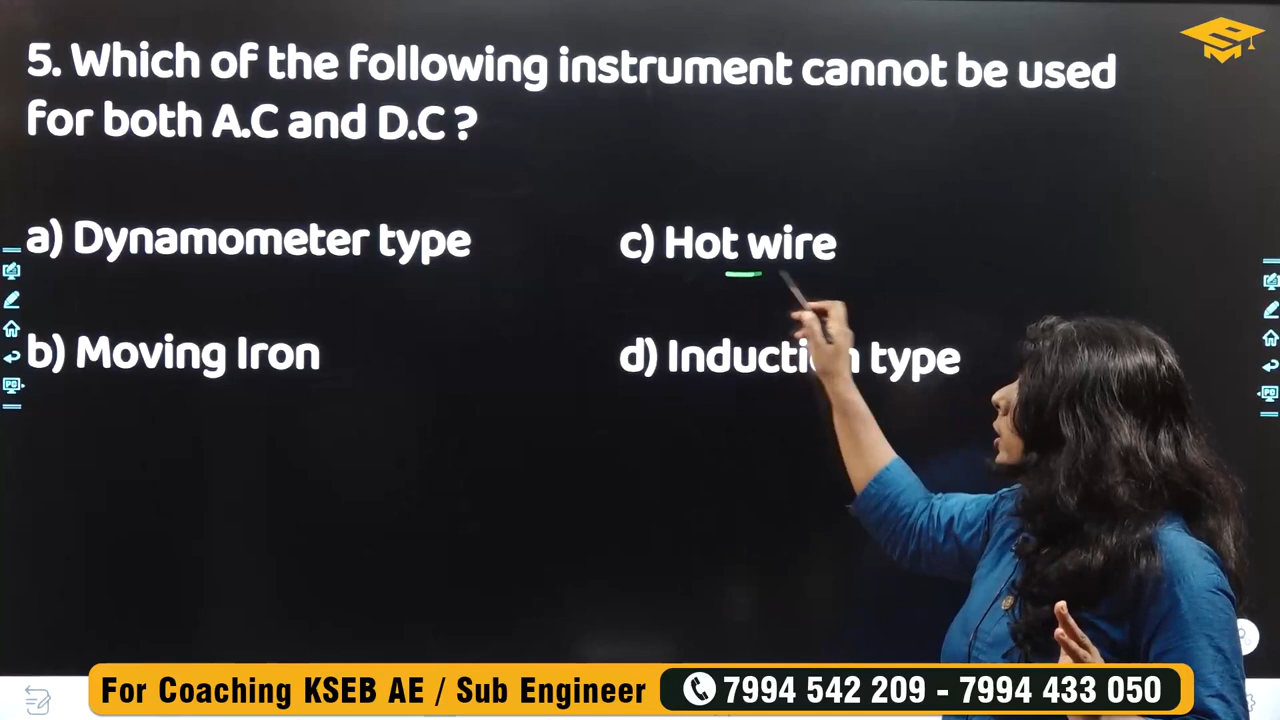 5. Which of the following instrument cannot be used
for both A.C and D.C ?
a) Dynamometer type
c) Hot wire
b) Moving Iron
d) Induction type
For Coaching KSEB AE / Sub Engineer
7994 542 209 - 7994 433 050